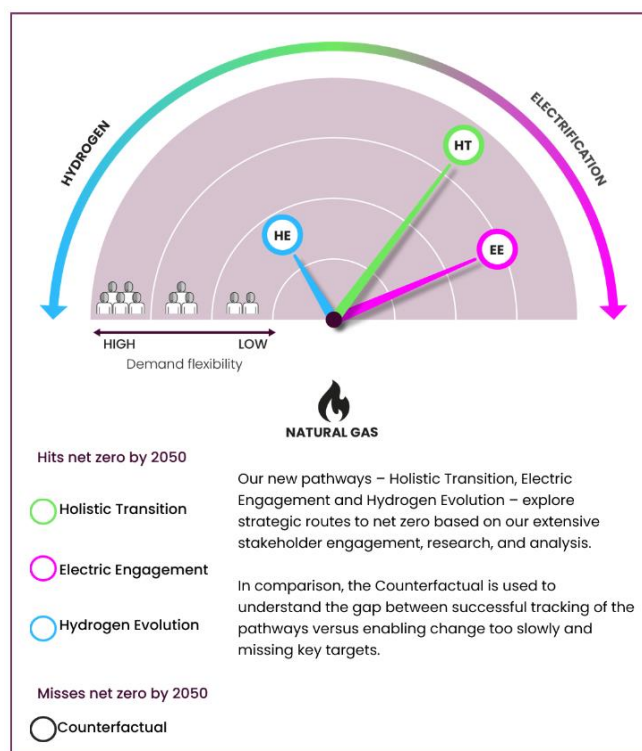 HYDROGEN
ELECTRIFICATION
HT
HE
EE
HIGH
LOW
Demand flexibility
NATURAL GAS
Hits net zero by 2050
Holistic Transition
Electric Engagement
Hydrogen Evolution
Misses net zero by 2050
Counterfactual
Our new pathways – Holistic Transition, Electric
Engagement and Hydrogen Evolution – explore
strategic routes to net zero based on our extensive
stakeholder engagement, research, and analysis.
In comparison, the Counterfactual is used to
understand the gap between successful tracking of the
pathways versus enabling change too slowly and
missing key targets.